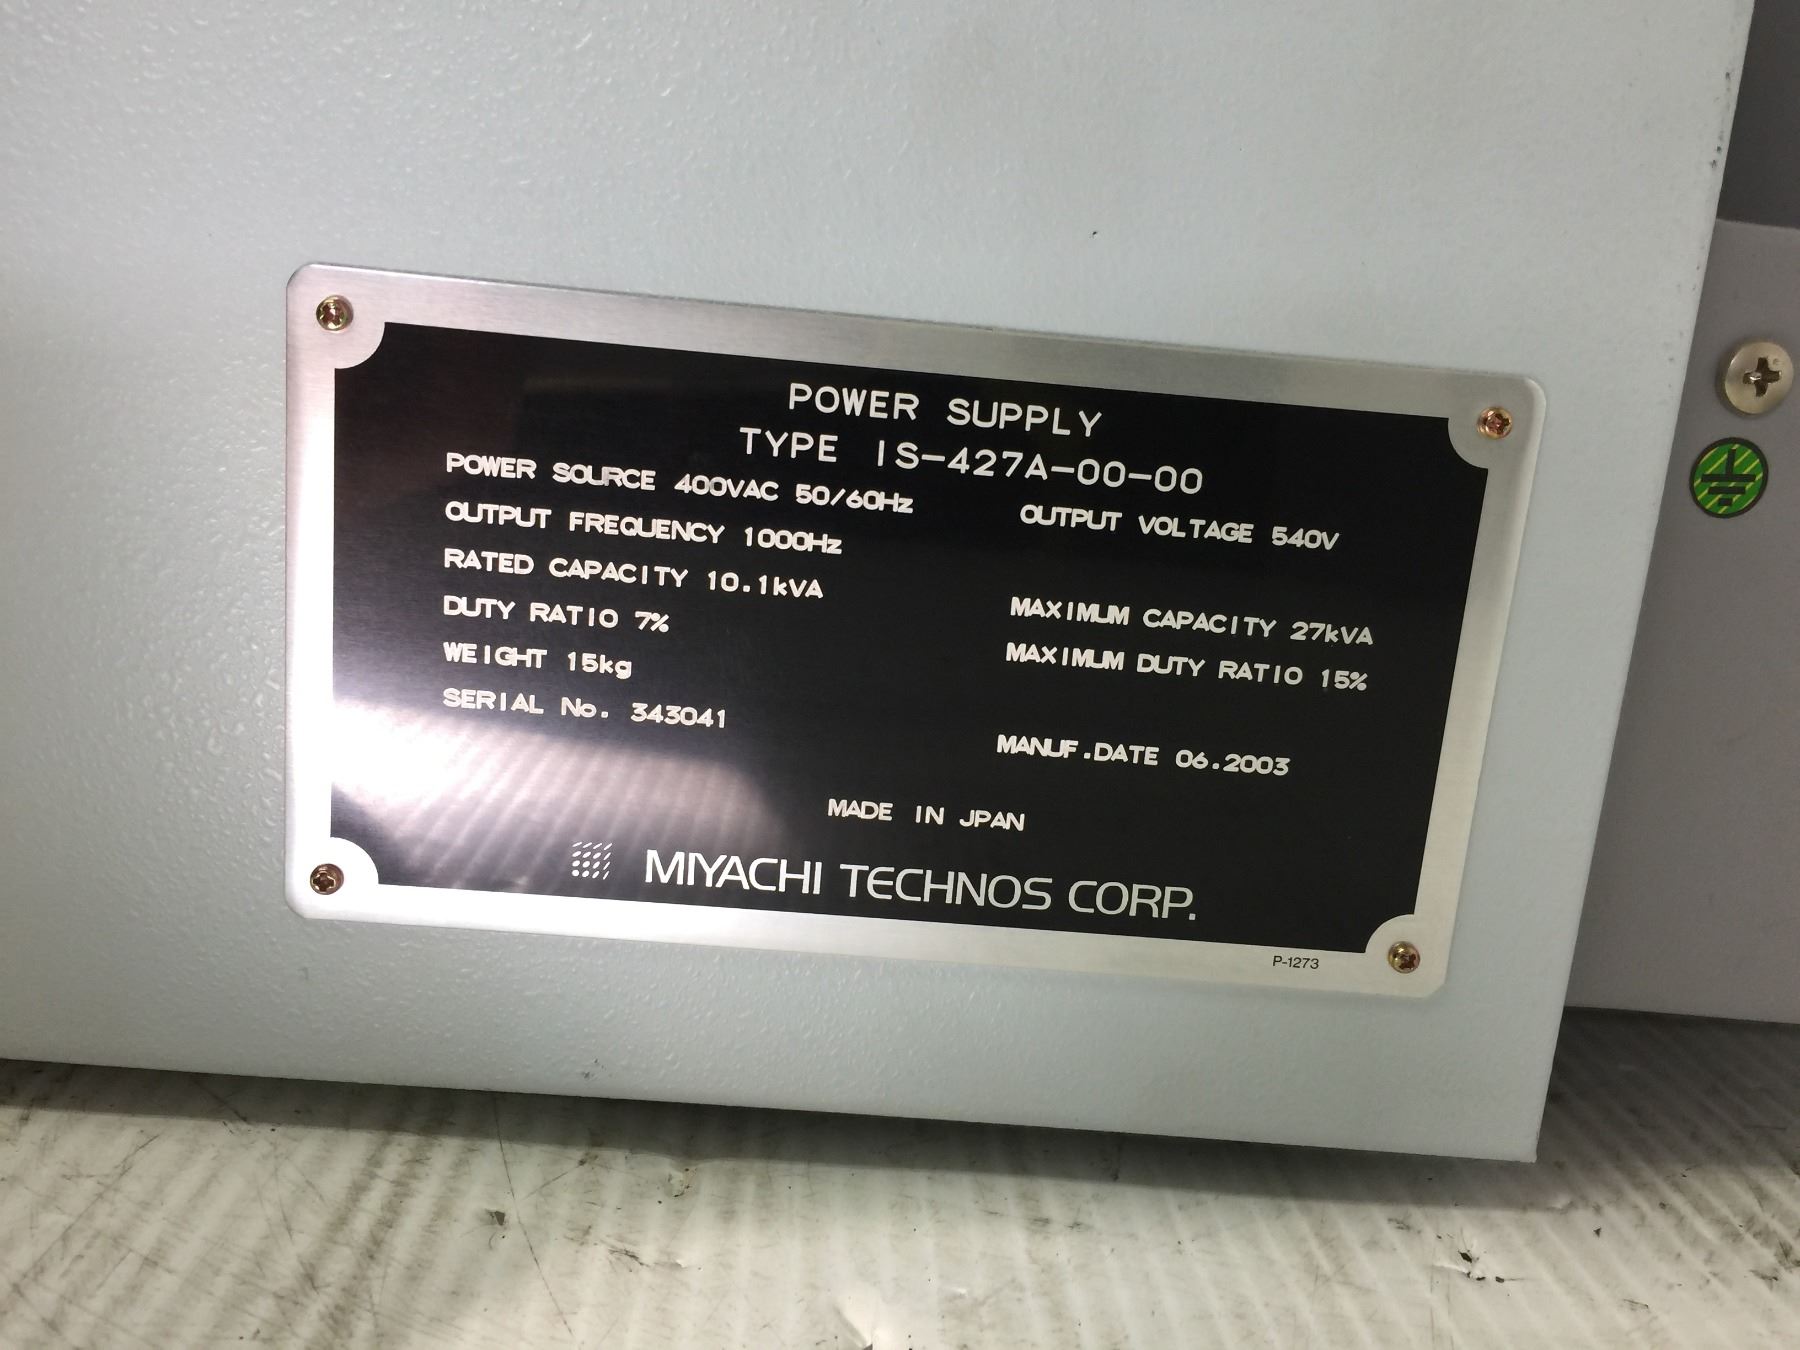 POWER SUPPLY
TYPE IS-427A-00-00
POWER SOURCE 400VAC 50/60Hz
OUTPUT VOLTAGE 540V
OUTPUT FREQUENCY 1000Hz
RATED CAPACITY 10.1kVA
MAXIMUM CAPACITY 27kVA
DUTY RATIO 7%
MAXIMUM DUTY RATIO 15%
WEIGHT 15kg
SERIAL No. 343041
MANUF.DATE 06.2003
MADE IN JPAN
MIYACHI TECHNOS CORP.
P-1273